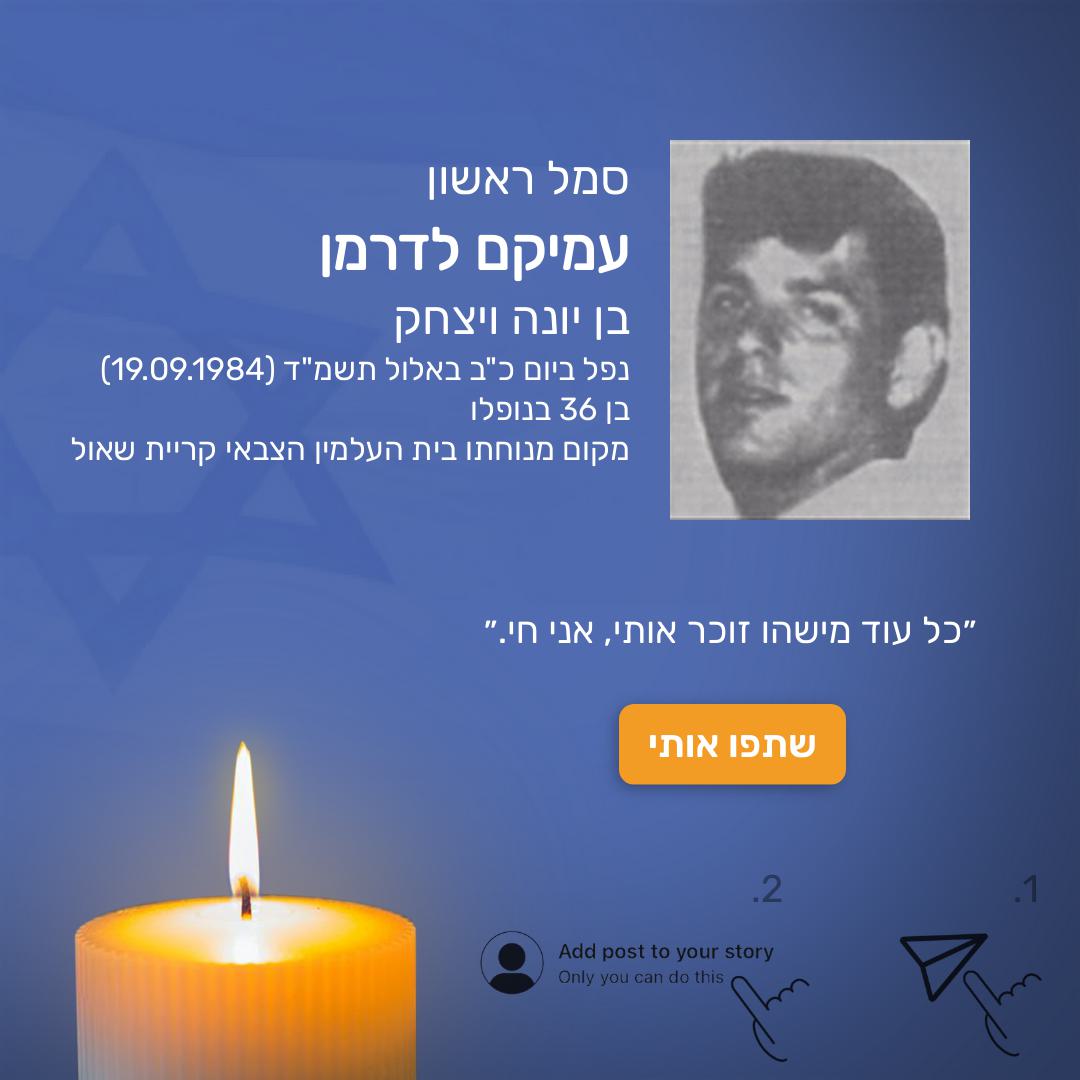 סמל ראשון
עמיקם לדרמן
בן יונה ויצחק
נפל ביום כ"ב באלול תשמ"ד (19.09.1984)
בן 36 בנופלו
מקום מנוחתו בית העלמין הצבאי קריית שאול
״כל עוד מישהו זוכר אותי, אני חי.״
שתפו אותי
.1
.2
Add post to your story
Only you can do this